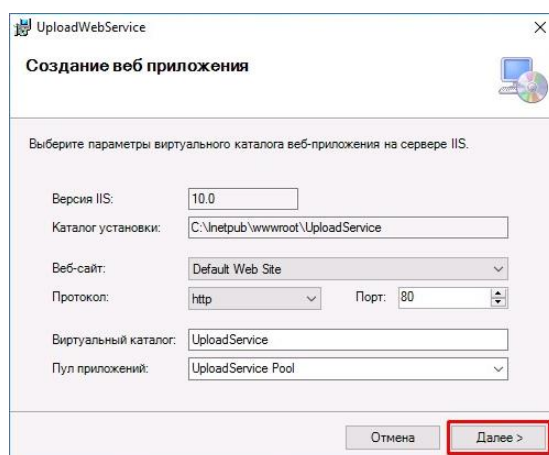 UploadWebService
Создание веб приложения
Выберите параметры виртуального каталога веб-приложения на сервере IIS.
Версия IIS: 10.0
Каталог установки: C:\Inetpub\wwwroot\UploadService
Веб-сайт: Default Web Site
Протокол: http Порт: 80
Виртуальный каталог: UploadService
Пул приложений: UploadService Pool
Отмена Далее >